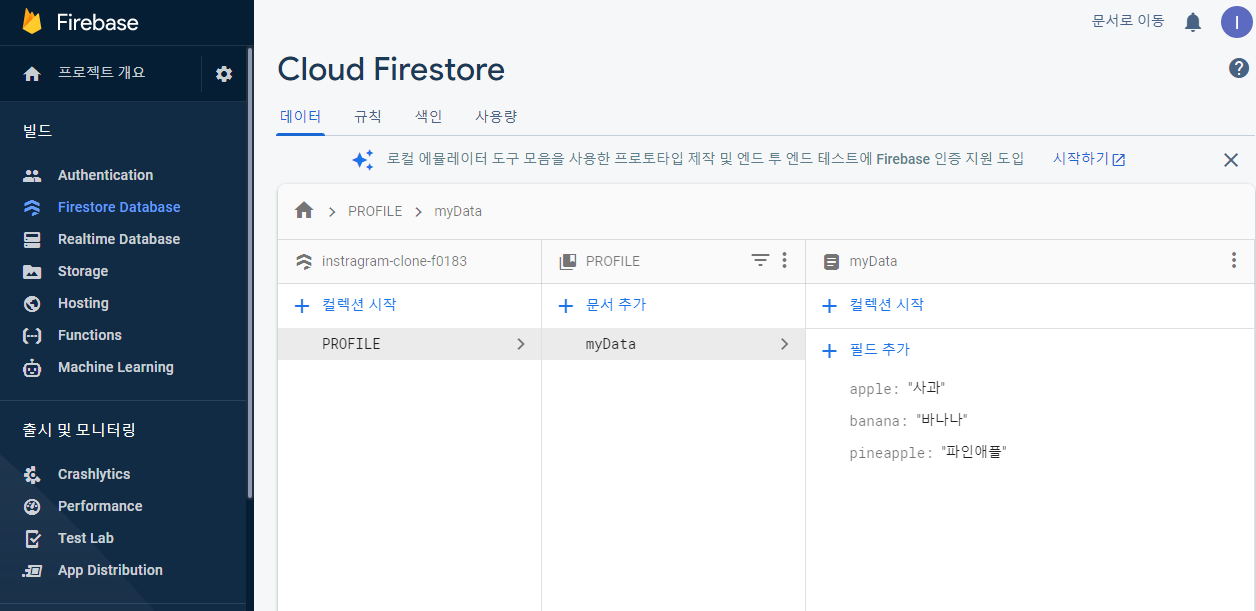 Firebase
문서로 이동
I
프로젝트 개요
Cloud Firestore
데이터 규칙 색인 사용량
빌드
Authentication
Firestore Database
Realtime Database
Storage
Hosting
Functions
Machine Learning
출시 및 모니터링
Crashlytics
Performance
Test Lab
App Distribution
로컬 에뮬레이터 도구 모음을 사용한 프로토타입 제작 및 엔드 투 엔드 테스트에 Firebase 인증 지원 도입 시작하기
PROFILE > myData
instragram-clone-f0183
컬렉션 시작
PROFILE
PROFILE
문서 추가
myData
myData
컬렉션 시작
필드 추가
apple: "사과"
banana: "바나나"
pineapple: "파인애플"